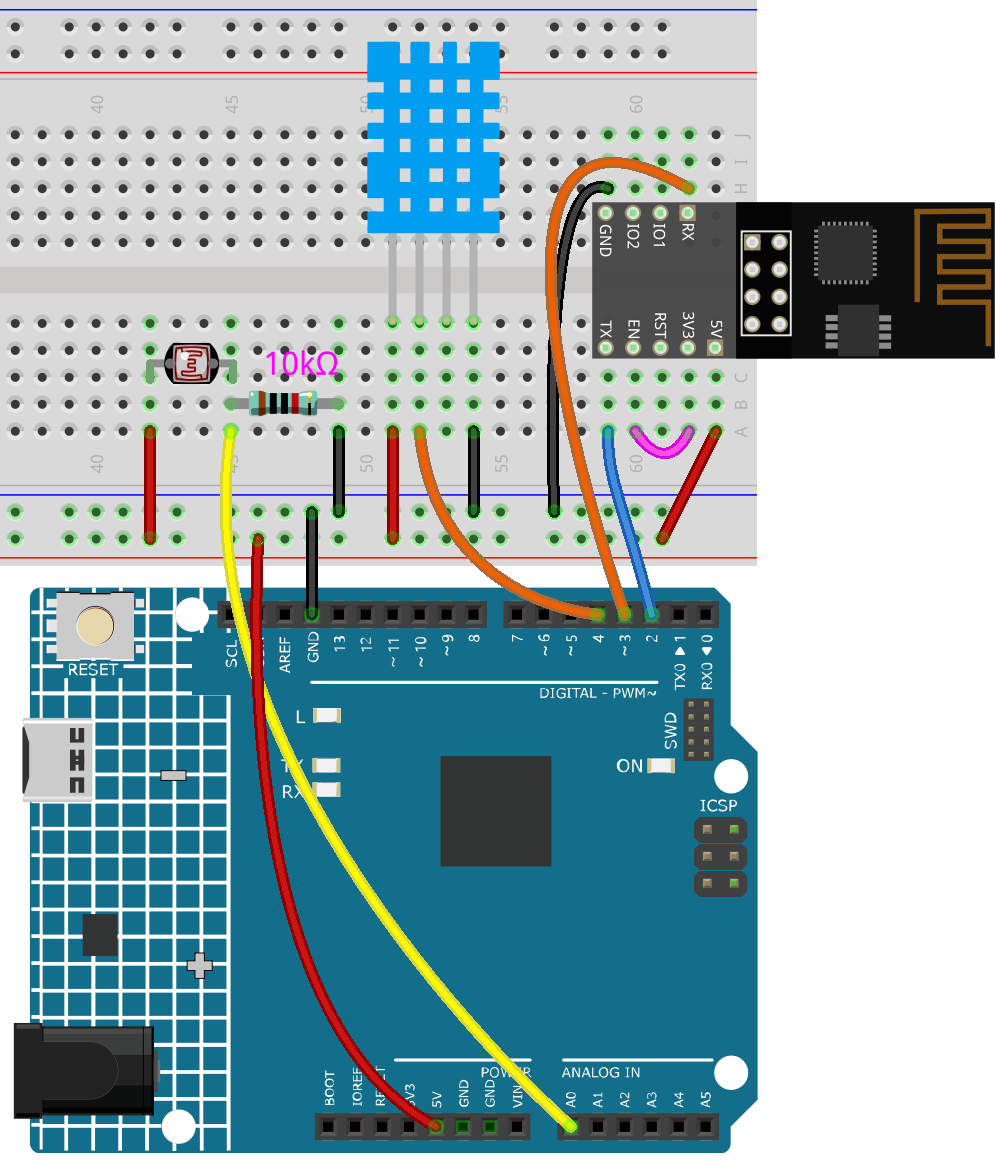 40
45
50
55
60
J
I
H
GND
IO2
IO1
RX
TX
EN
RST
3V3
5V
10kΩ
C
B
A
40
45
50
55
60
RESET
SCL
AREF
GND
13
12
~11
~10
~9
8
7
~6
~5
4
~3
2
TX0 ▶ 1
RX0 ◀ 0
DIGITAL - PWM~
L
TX
RX
SWD
ON
ICSP
POWER
ANALOG IN
BOOT
IOREF
5V
GND
GND
VIN
A0
A1
A2
A3
A4
A5